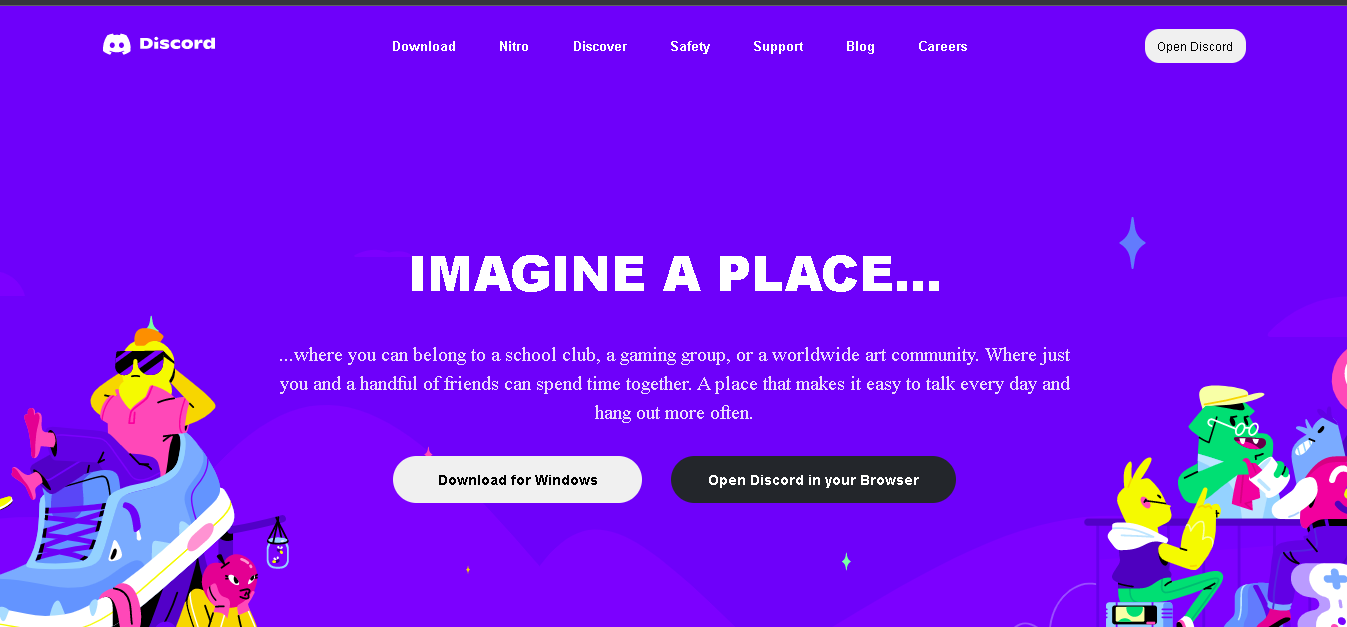 Discord
Download Nitro Discover Safety Support Blog Careers
Open Discord
IMAGINE A PLACE...
...where you can belong to a school club, a gaming group, or a worldwide art community. Where just
you and a handful of friends can spend time together. A place that makes it easy to talk every day and
hang out more often.
Download for Windows
Open Discord in your Browser